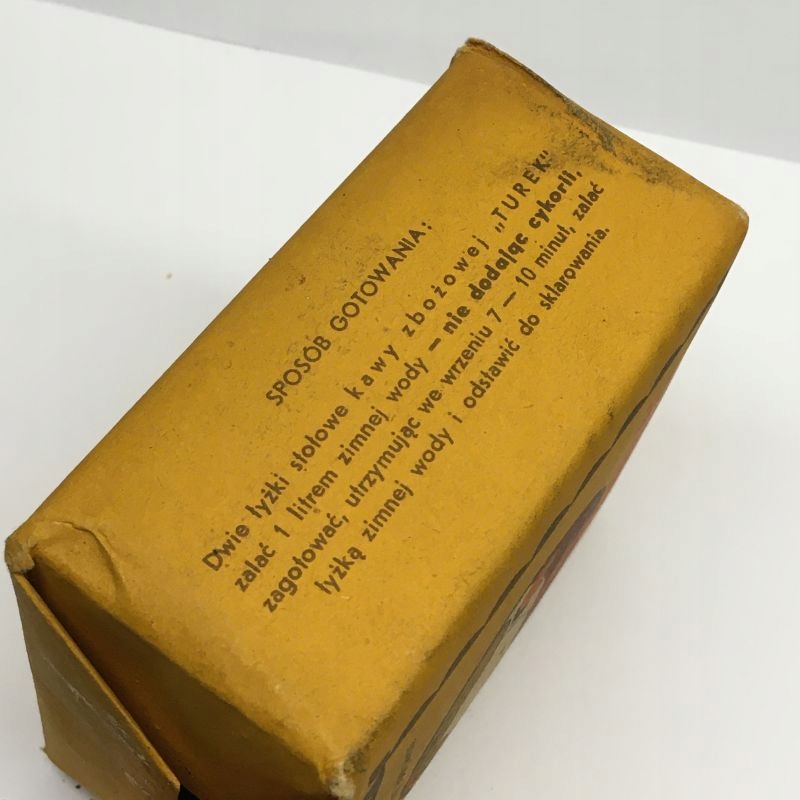 SPOSÓB GOTOWANIA:
Dwie łyżki stołowe kawy zbożowej „TUREK"
zalać 1 litrem zimnej wody — nie dodając cykorii,
zagotować, utrzymując we wrzeniu 7 — 10 minut, zalać
łyżką zimnej wody i odstawić do sklarowania.